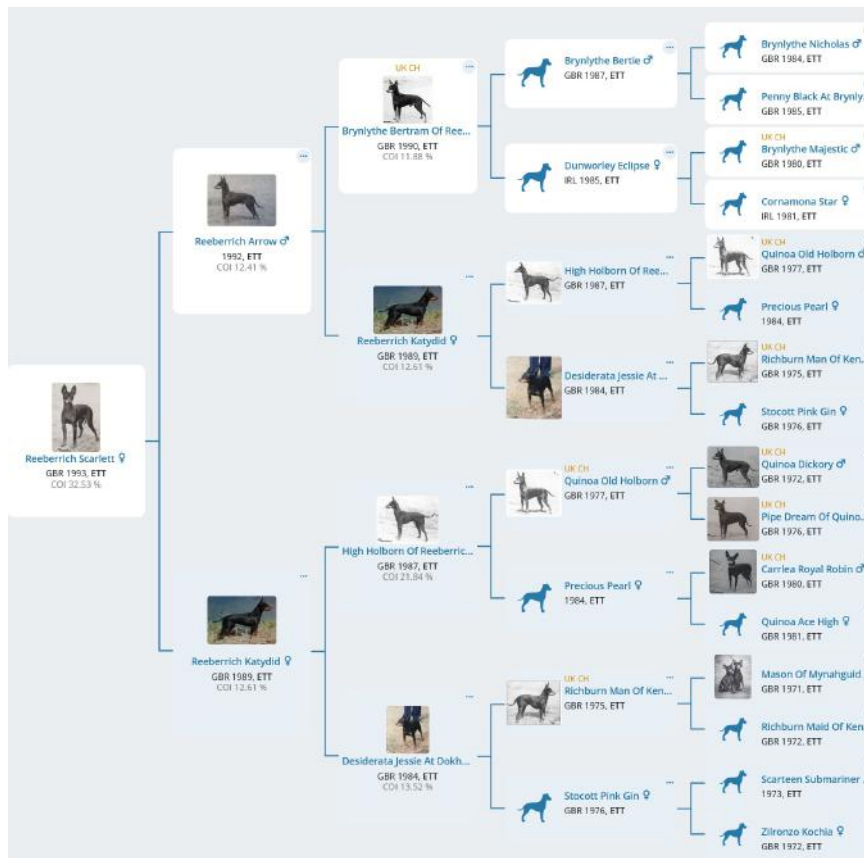 Reeberrich Scarlett ♀
GBR 1993, ETT
COI 32.53 %
Reeberrich Arrow ♂
1992, ETT
COI 12.41 %
Reeberrich Katydid ♀
GBR 1989, ETT
COI 12.61 %
UK CH
Brynlythe Bertram Of Ree...
GBR 1990, ETT
COI 11.88 %
Reeberrich Katydid ♀
GBR 1989, ETT
COI 12.61 %
High Holborn Of Reeberric...
GBR 1987, ETT
COI 21.84 %
Desiderata Jessie At Dokh...
GBR 1984, ETT
COI 13.52 %
Brynlythe Bertie ♂
GBR 1987, ETT
Dunworley Eclipse ♀
IRL 1985, ETT
High Holborn Of Ree...
GBR 1987, ETT
Desiderata Jessie At ...
GBR 1984, ETT
UK CH
Quinoa Old Holborn ♂
GBR 1977, ETT
Precious Pearl ♀
1984, ETT
UK CH
Richburn Man Of Ken...
GBR 1975, ETT
Stocott Pink Gin ♀
GBR 1976, ETT
Brynlythe Nicholas ♂
GBR 1984, ETT
Penny Black At Brynly
GBR 1985, ETT
UK CH
Brynlythe Majestic ♂
GBR 1980, ETT
Cornamona Star ♀
IRL 1981, ETT
UK CH
Quinoa Old Holborn ♂
GBR 1977, ETT
Precious Pearl ♀
1984, ETT
UK CH
Richburn Man Of Ken..
GBR 1975, ETT
Stocott Pink Gin ♀
GBR 1976, ETT
UK CH
Quinoa Dickory ♂
GBR 1972, ETT
UK CH
Pipe Dream Of Quino..
GBR 1976, ETT
UK CH
Carrlea Royal Robin ♂
GBR 1980, ETT
Quinoa Ace High ♀
GBR 1981, ETT
Mason Of Mynahguid
GBR 1971, ETT
Richburn Maid Of Ken
GBR 1972, ETT
Scarteen Submariner
1973, ETT
Zilronzo Kochia ♀
GBR 1972, ETT